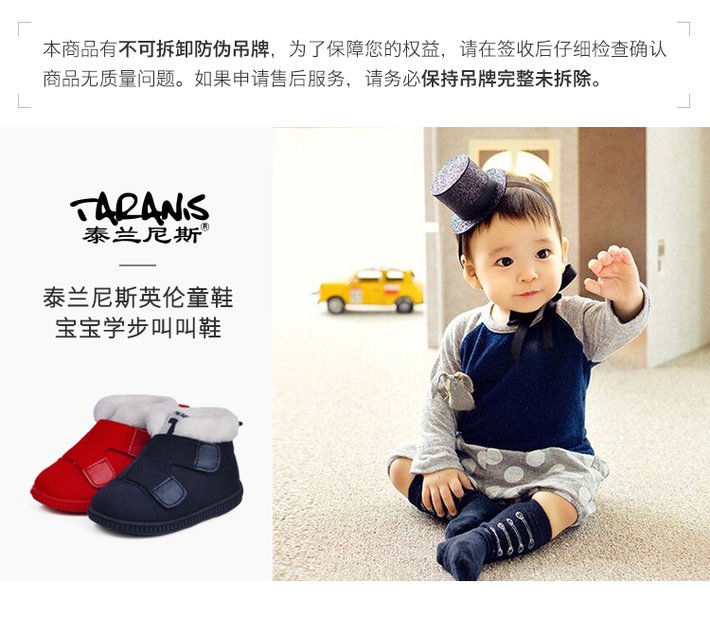 本商品有不可拆卸防伪吊牌，为了保障您的权益，请在签收后仔细检查确认
商品无质量问题。如果申请售后服务，请务必保持吊牌完整未拆除。
TARANIS
泰兰尼斯®
泰兰尼斯英伦童鞋
宝宝学步叫叫鞋